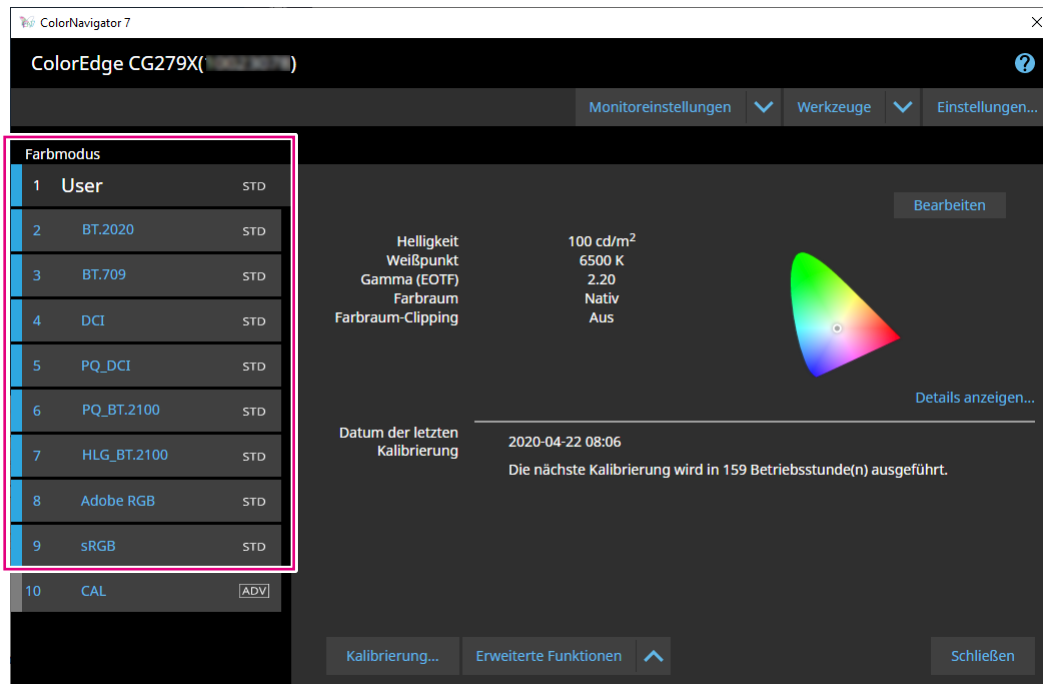 ColorNavigator 7
ColorEdge CG279X( )
Monitoreinstellungen
Werkzeuge
Einstellungen...
Farbmodus
1 User STD
2 BT.2020 STD
3 BT.709 STD
4 DCI STD
5 PQ_DCI STD
6 PQ_BT.2100 STD
7 HLG_BT.2100 STD
8 Adobe RGB STD
9 sRGB STD
10 CAL ADV
Bearbeiten
Helligkeit 100 cd/m²
Weißpunkt 6500 K
Gamma (EOTF) 2.20
Farbraum Nativ
Farbraum-Clipping Aus
Details anzeigen...
Datum der letzten
Kalibrierung
2020-04-22 08:06
Die nächste Kalibrierung wird in 159 Betriebsstunde(n) ausgeführt.
Kalibrierung...
Erweiterte Funktionen
Schließen